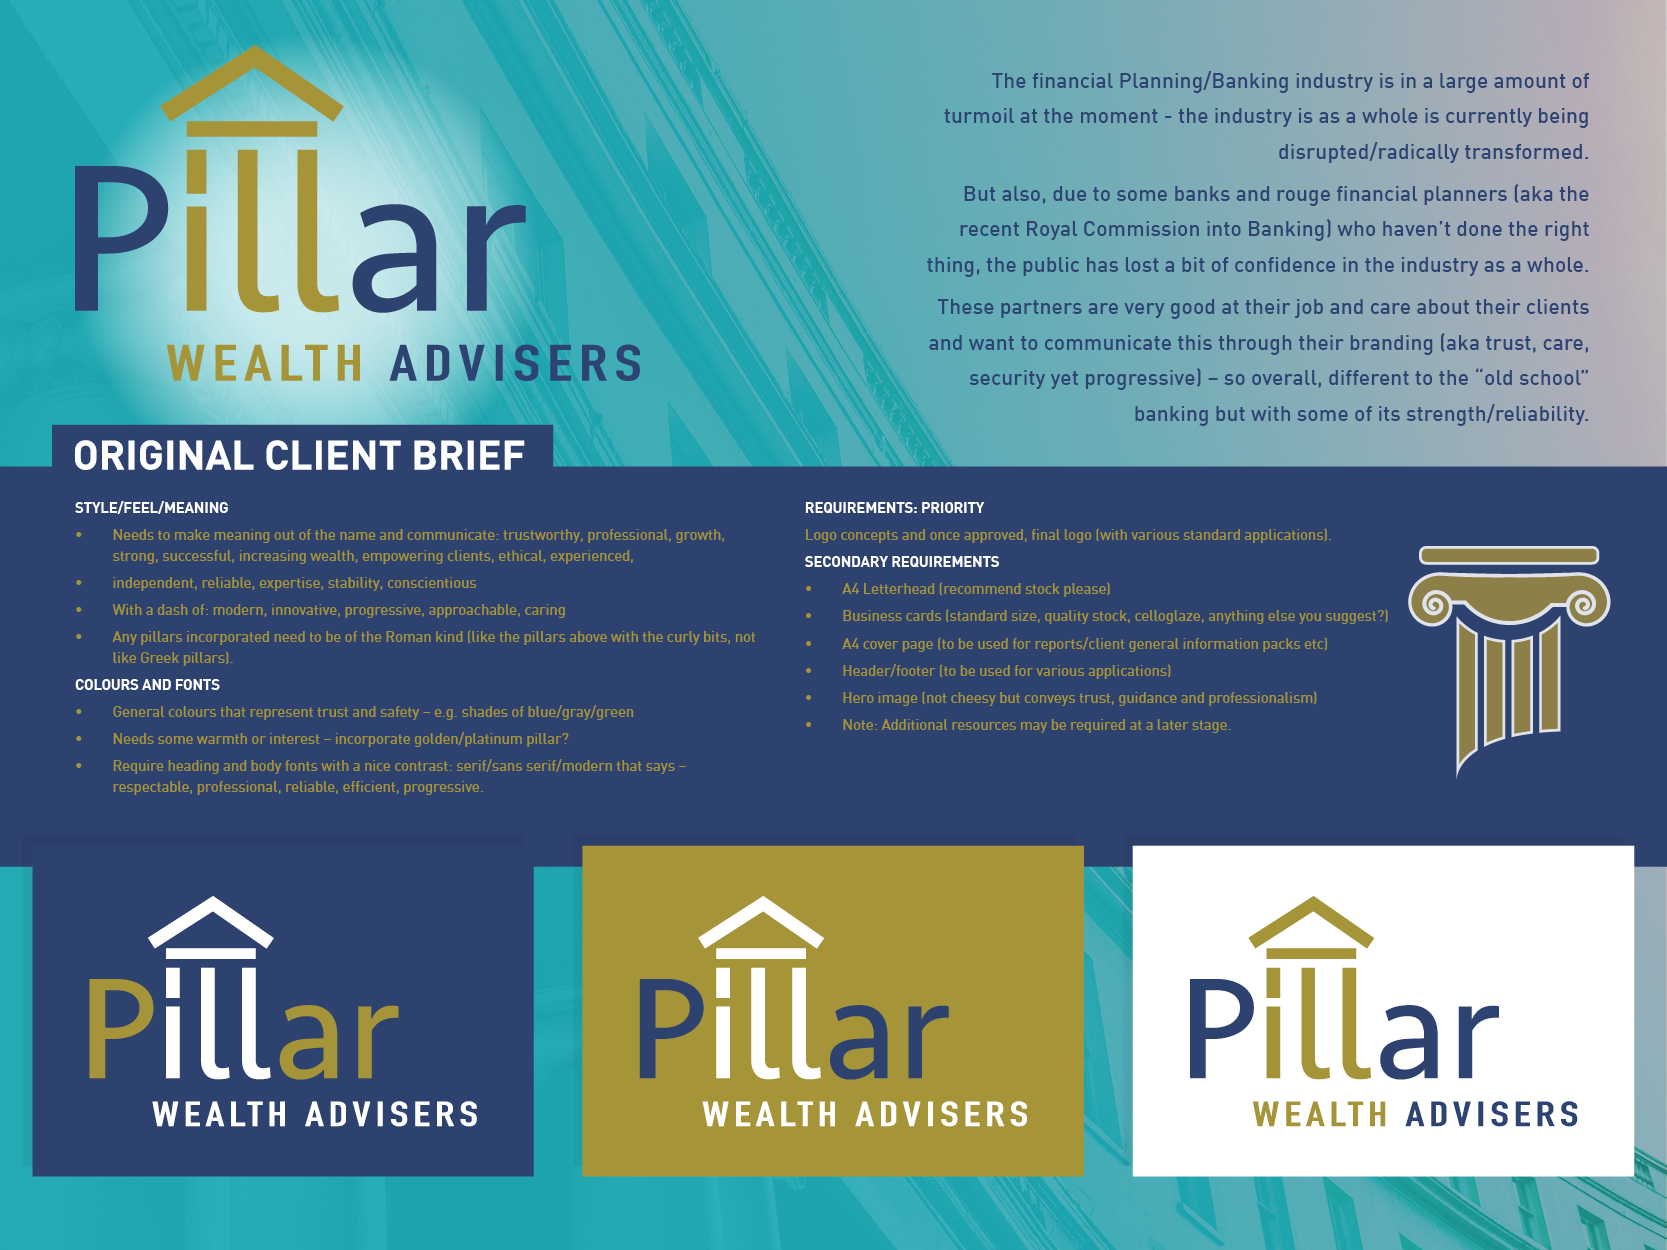 Pillar
WEALTH ADVISERS
The financial Planning/Banking industry is in a large amount of
turmoil at the moment - the industry is as a whole is currently being
disrupted/radically transformed.
But also, due to some banks and rouge financial planners (aka the
recent Royal Commission into Banking) who haven't done the right
thing, the public has lost a bit of confidence in the industry as a whole.
These partners are very good at their job and care about their clients
and want to communicate this through their branding (aka trust, care,
security yet progressive) – so overall, different to the “old school”
banking but with some of its strength/reliability.
ORIGINAL CLIENT BRIEF
STYLE/FEEL/MEANING
• Needs to make meaning out of the name and communicate: trustworthy, professional, growth,
strong, successful, increasing wealth, empowering clients, ethical, experienced,
• independent, reliable, expertise, stability, conscientious
• With a dash of: modern, innovative, progressive, approachable, caring
• Any pillars incorporated need to be of the Roman kind (like the pillars above with the curly bits, not
like Greek pillars).
COLOURS AND FONTS
• General colours that represent trust and safety – e.g. shades of blue/gray/green
• Needs some warmth or interest – incorporate golden/platinum pillar?
• Require heading and body fonts with a nice contrast: serif/sans serif/modern that says –
respectable, professional, reliable, efficient, progressive.
REQUIREMENTS: PRIORITY
Logo concepts and once approved, final logo (with various standard applications).
SECONDARY REQUIREMENTS
• A4 Letterhead (recommend stock please)
• Business cards (standard size, quality stock, celloglaze, anything else you suggest?)
• A4 cover page (to be used for reports/client general information packs etc)
• Header/footer (to be used for various applications)
• Hero image (not cheesy but conveys trust, guidance and professionalism)
• Note: Additional resources may be required at a later stage.
Pillar
WEALTH ADVISERS
Pillar
WEALTH ADVISERS
Pillar
WEALTH ADVISERS